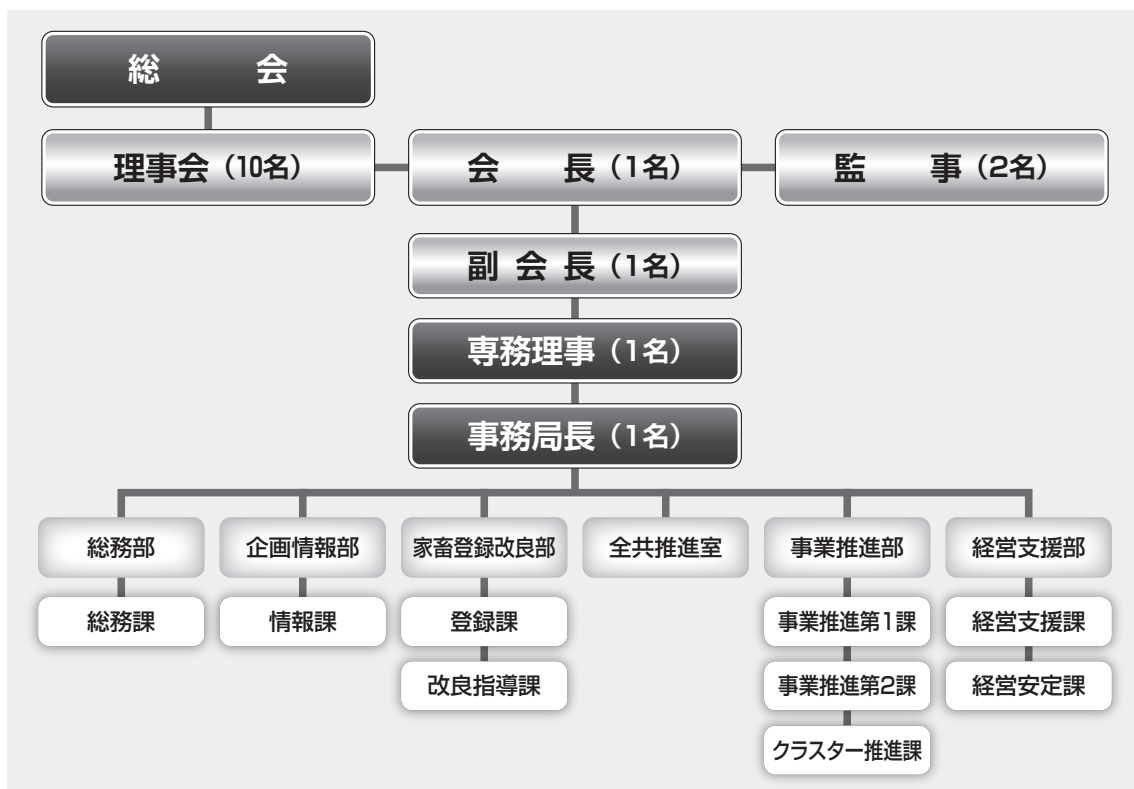 総　会
理事会（10名）
会　長（1名）
監　事（2名）
副会長（1名）
専務理事（1名）
事務局長（1名）
総務部
企画情報部
家畜登録改良部
全共推進室
事業推進部
経営支援部
総務課
情報課
登録課
事業推進第1課
経営支援課
改良指導課
事業推進第2課
経営安定課
クラスター推進課